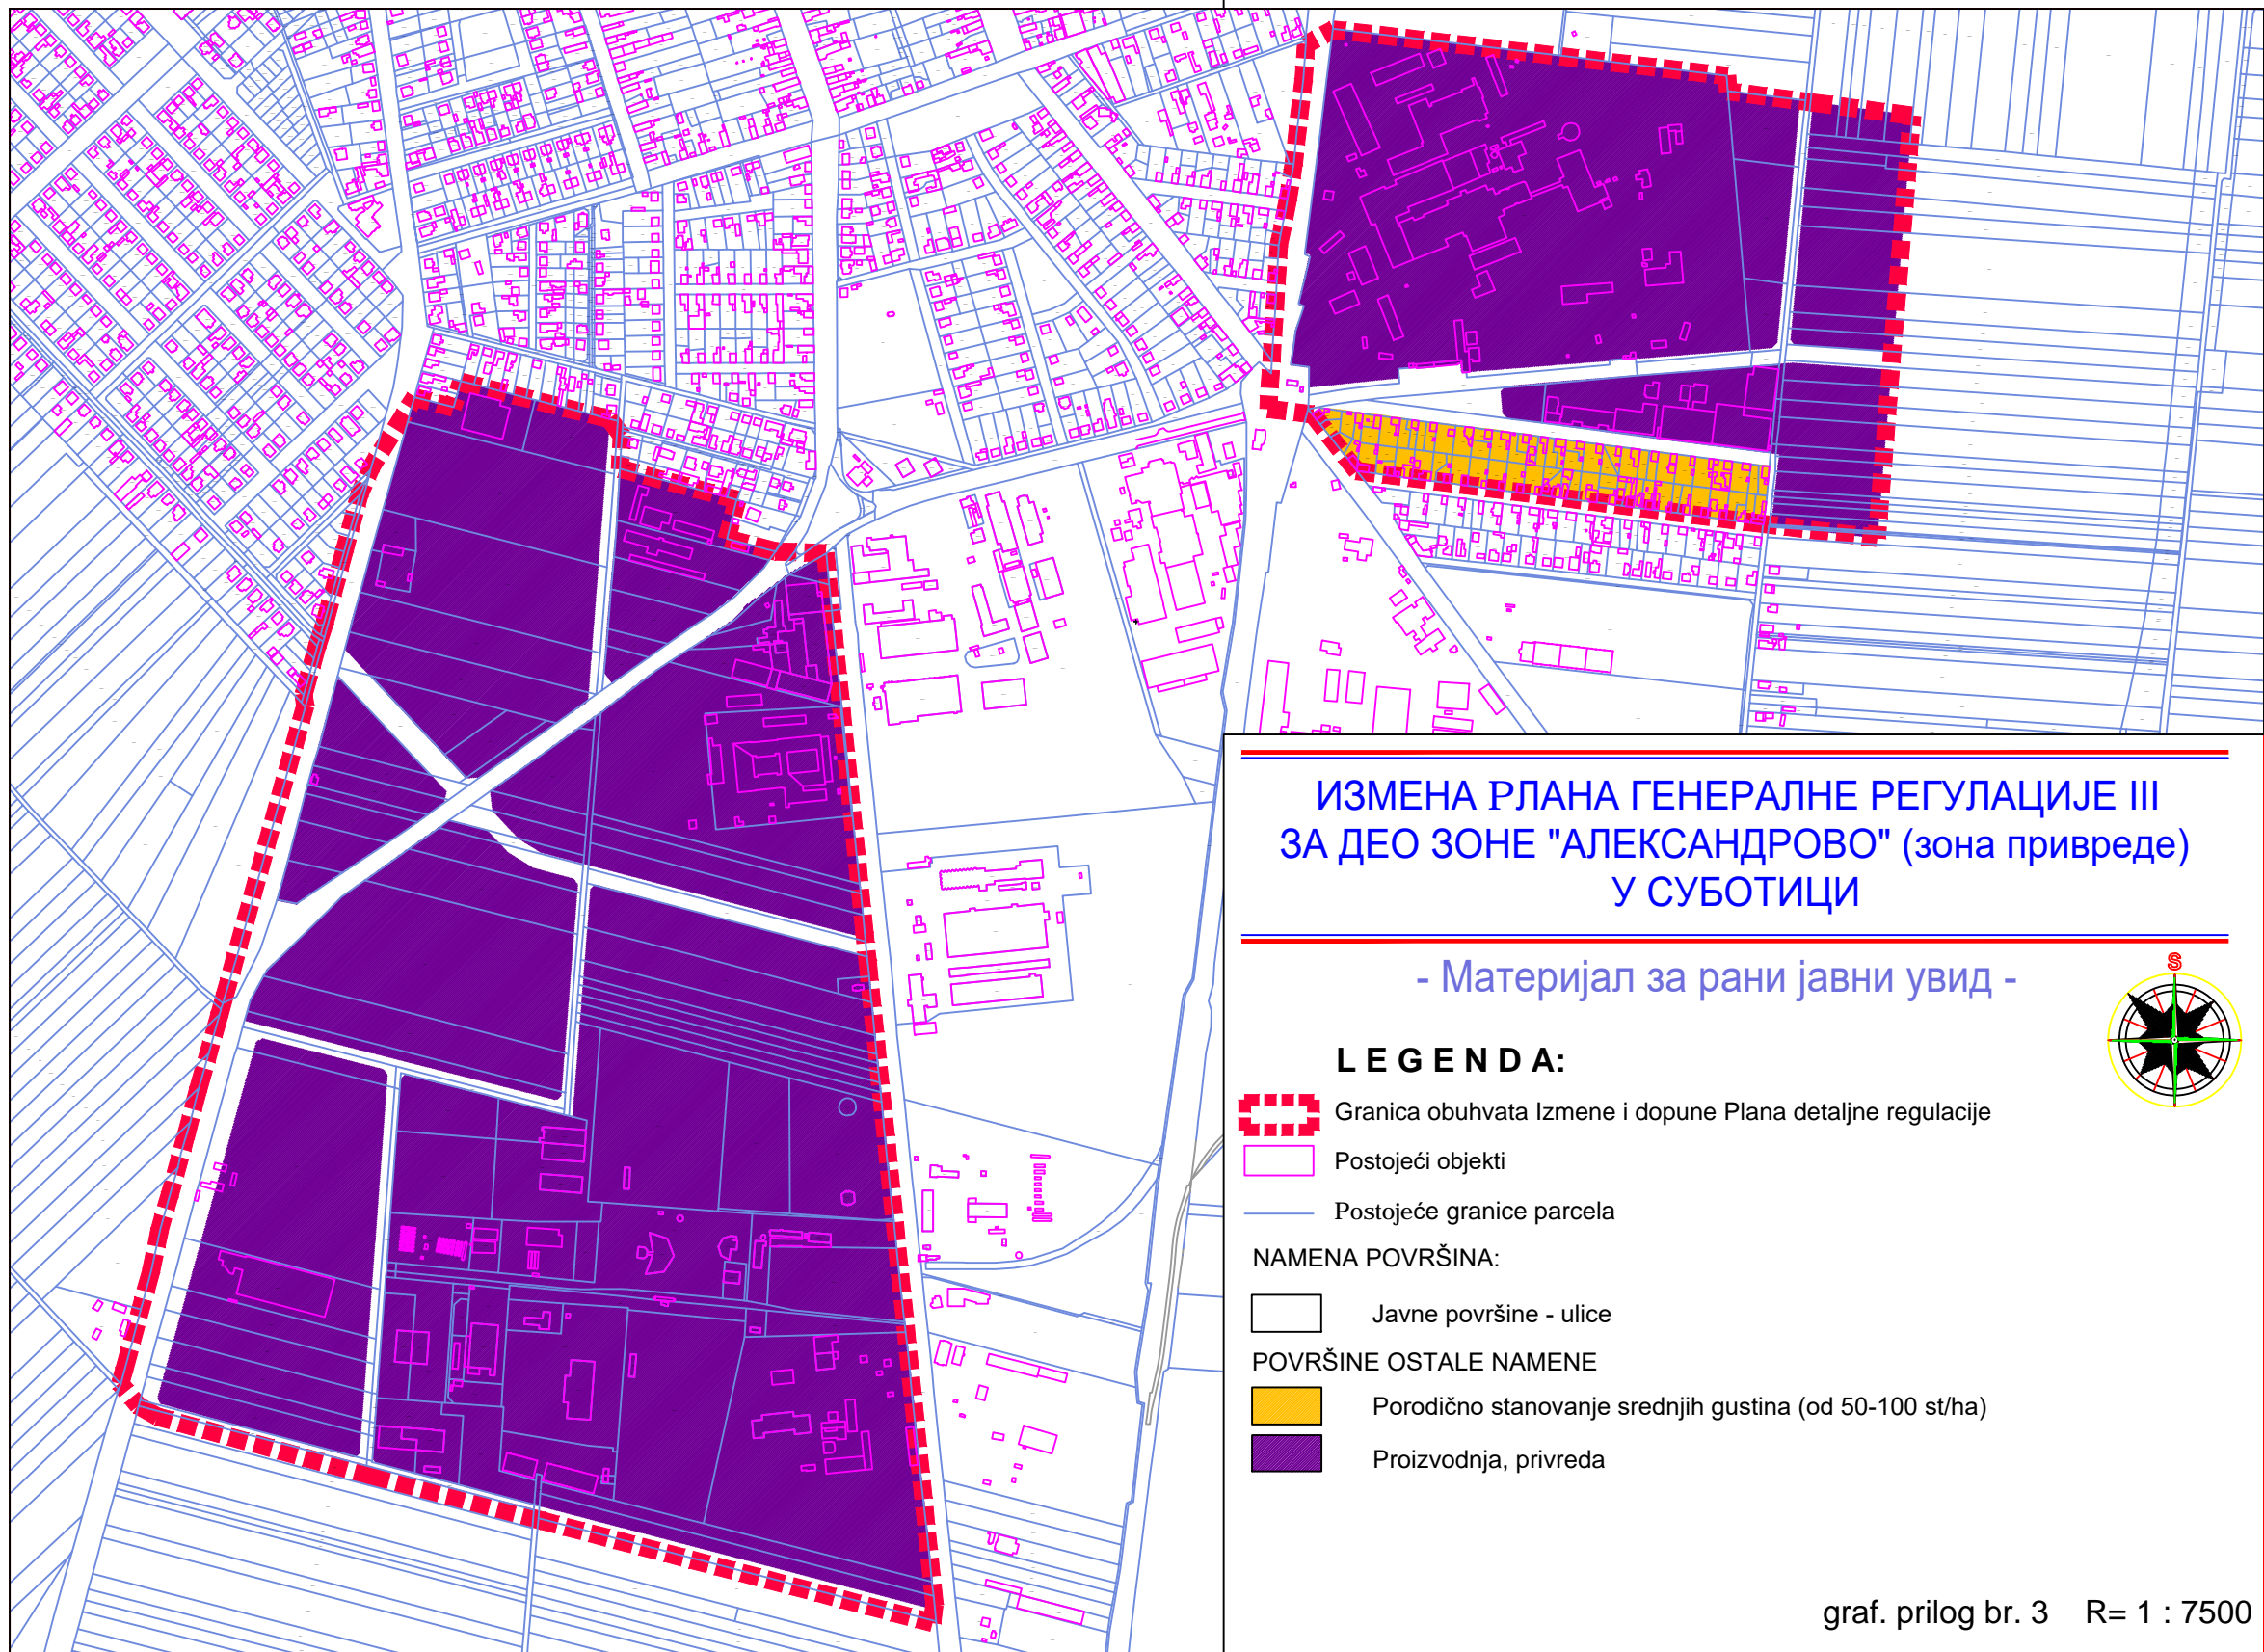 ИЗМЕНА PЛАНА ГЕНЕРАЛНЕ РЕГУЛАЦИЈЕ III
ЗА ДЕО ЗОНЕ "АЛЕКСАНДРОВО" (зона привреде)
У СУБОТИЦИ
- Материјал за рани јавни увид -
S
L E G E N D A:
Granica obuhvata Izmene i dopune Plana detaljne regulacije
Postojeći objekti
Postojeće granice parcela
NAMENA POVRŠINA:
Javne površine - ulice
POVRŠINE OSTALE NAMENE
Porodično stanovanje srednjih gustina (od 50-100 st/ha)
Proizvodnja, privreda
graf. prilog br. 3 R= 1 : 7500